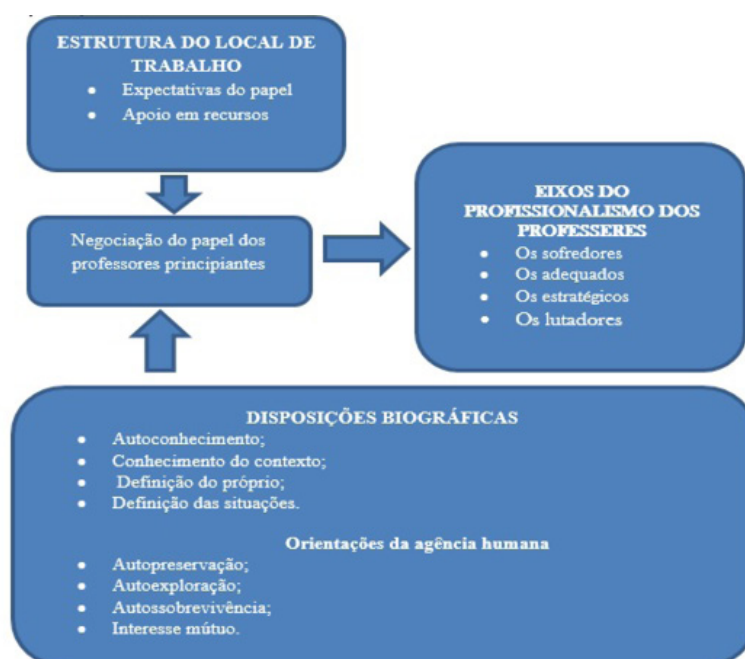 ESTRUTURA DO LOCAL DE
TRABALHO
• Expectativas do papel
• Apoio em recursos
Negociação do papel dos
professores principiantes
EIXOS DO
PROFISSIONALISMO DOS
PROFESSERES
• Os sofredores
• Os adequados
• Os estratégicos
• Os lutadores
DISPOSIÇÕES BIOGRÁFICAS
• Autoconhecimento;
• Conhecimento do contexto;
• Definição do próprio;
• Definição das situações.
Orientações da agência humana
• Autopreservação;
• Autoexploração;
• Autossobrevivência;
• Interesse mútuo.